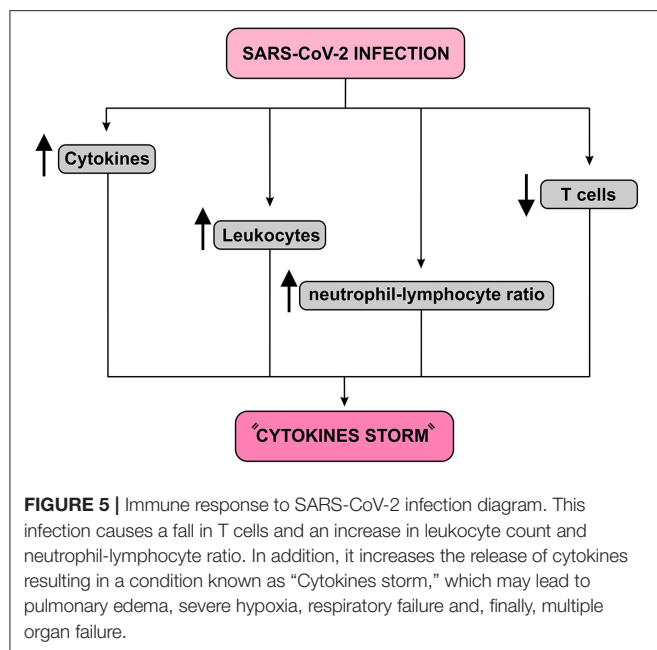 SARS-CoV-2 INFECTION
Cytokines
T cells
Leukocytes
neutrophil-lymphocyte ratio
"CYTOKINES STORM"
FIGURE 5 | Immune response to SARS-CoV-2 infection diagram. This
infection causes a fall in T cells and an increase in leukocyte count and
neutrophil-lymphocyte ratio. In addition, it increases the release of cytokines
resulting in a condition known as “Cytokines storm,” which may lead to
pulmonary edema, severe hypoxia, respiratory failure and, finally, multiple
organ failure.